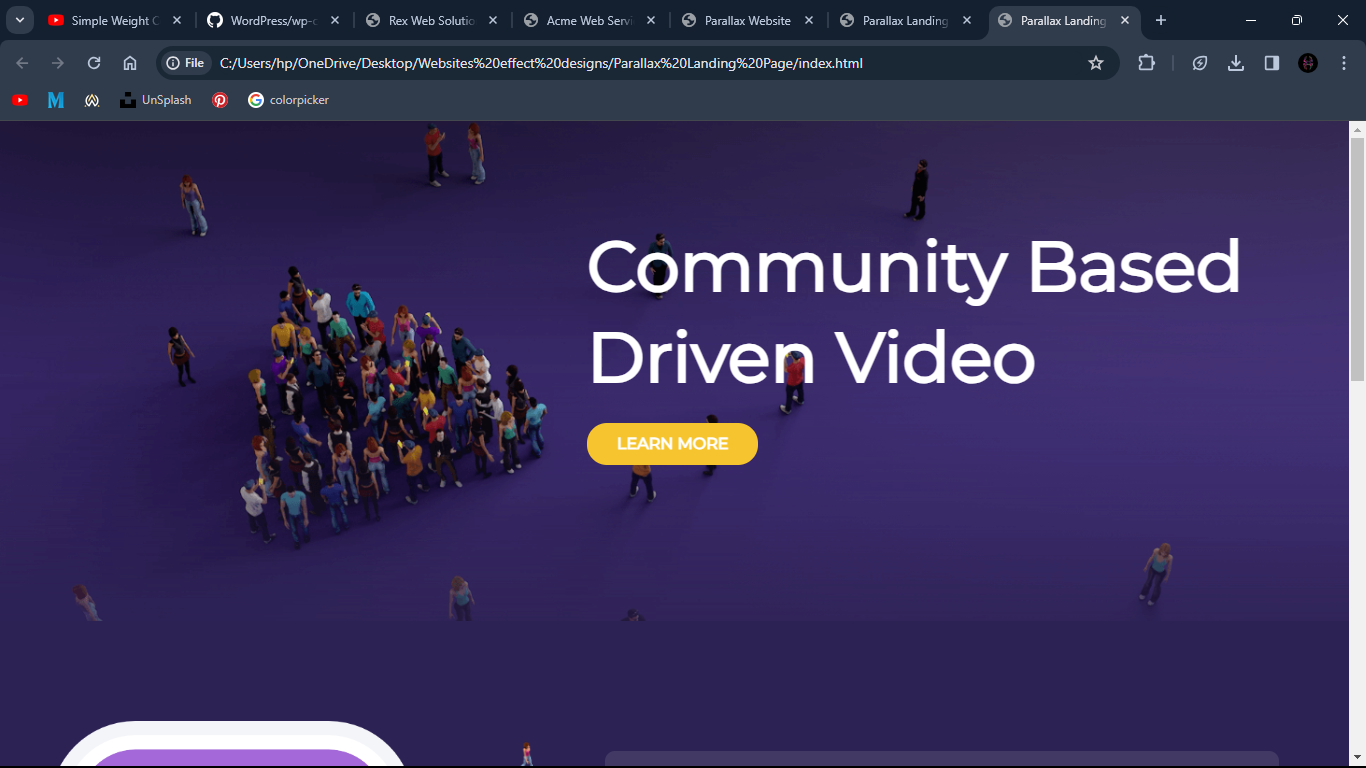 Simple Weight C
WordPress/wp-c
Rex Web Solutio
Acme Web Servi
Parallax Website
Parallax Landing
Parallax Landing
File
C:/Users/hp/OneDrive/Desktop/Websites%20effect%20designs/Parallax%20Landing%20Page/index.html
UnSplash
colorpicker
Community Based
Driven Video
LEARN MORE